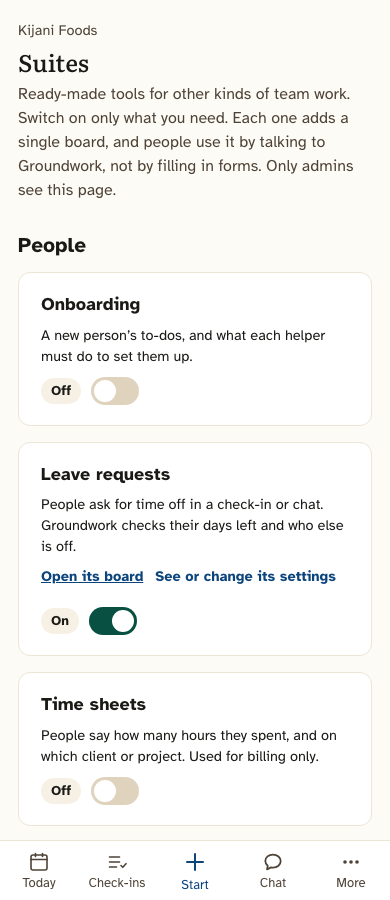 Kijani Foods
Suites
Ready-made tools for other kinds of team work.
Switch on only what you need. Each one adds a
single board, and people use it by talking to
Groundwork, not by filling in forms. Only admins
see this page.
People
Onboarding
A new person’s to-dos, and what each helper
must do to set them up.
Off
Leave requests
People ask for time off in a check-in or chat.
Groundwork checks their days left and who else
is off.
Open its board See or change its settings
On
Time sheets
People say how many hours they spent, and on
which client or project. Used for billing only.
Off
Today Check-ins Start Chat More